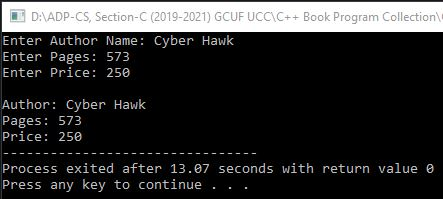 D:\ADP-CS, Section-C (2019-2021) GCUF UCC\C++ Book Program Collection\
Enter Author Name: Cyber Hawk
Enter Pages: 573
Enter Price: 250
Author: Cyber Hawk
Pages: 573
Price: 250
--------------------------------
Process exited after 13.07 seconds with return value 0
Press any key to continue . . .